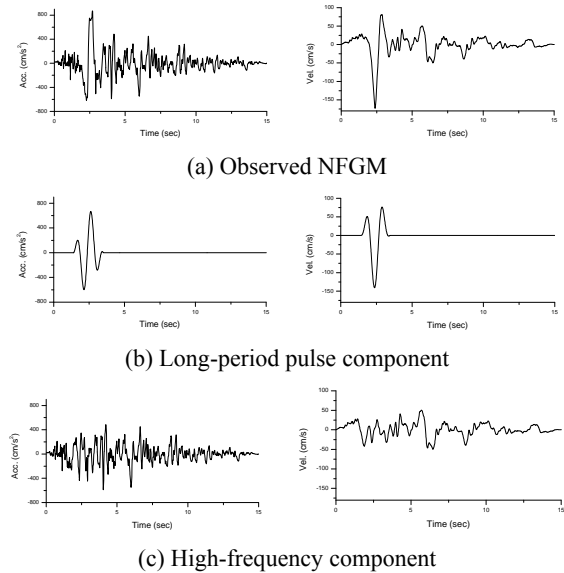 800
400
0
-400
-800
Acc. (cm/s²)
0 5 10 15
Time (sec)
100
50
0
-50
-100
-150
Vel. (cm/s)
0 5 10 15
Time (sec)
(a) Observed NFGM
800
400
0
-400
-800
Acc. (cm/s²)
0 5 10 15
Time (sec)
100
50
0
-50
-100
-150
Vel. (cm/s)
0 5 10 15
Time (sec)
(b) Long-period pulse component
800
400
0
-400
-800
Acc. (cm/s²)
0 5 10 15
Time (sec)
100
50
0
-50
-100
-150
Vel. (cm/s)
0 5 10 15
Time (sec)
(c) High-frequency component